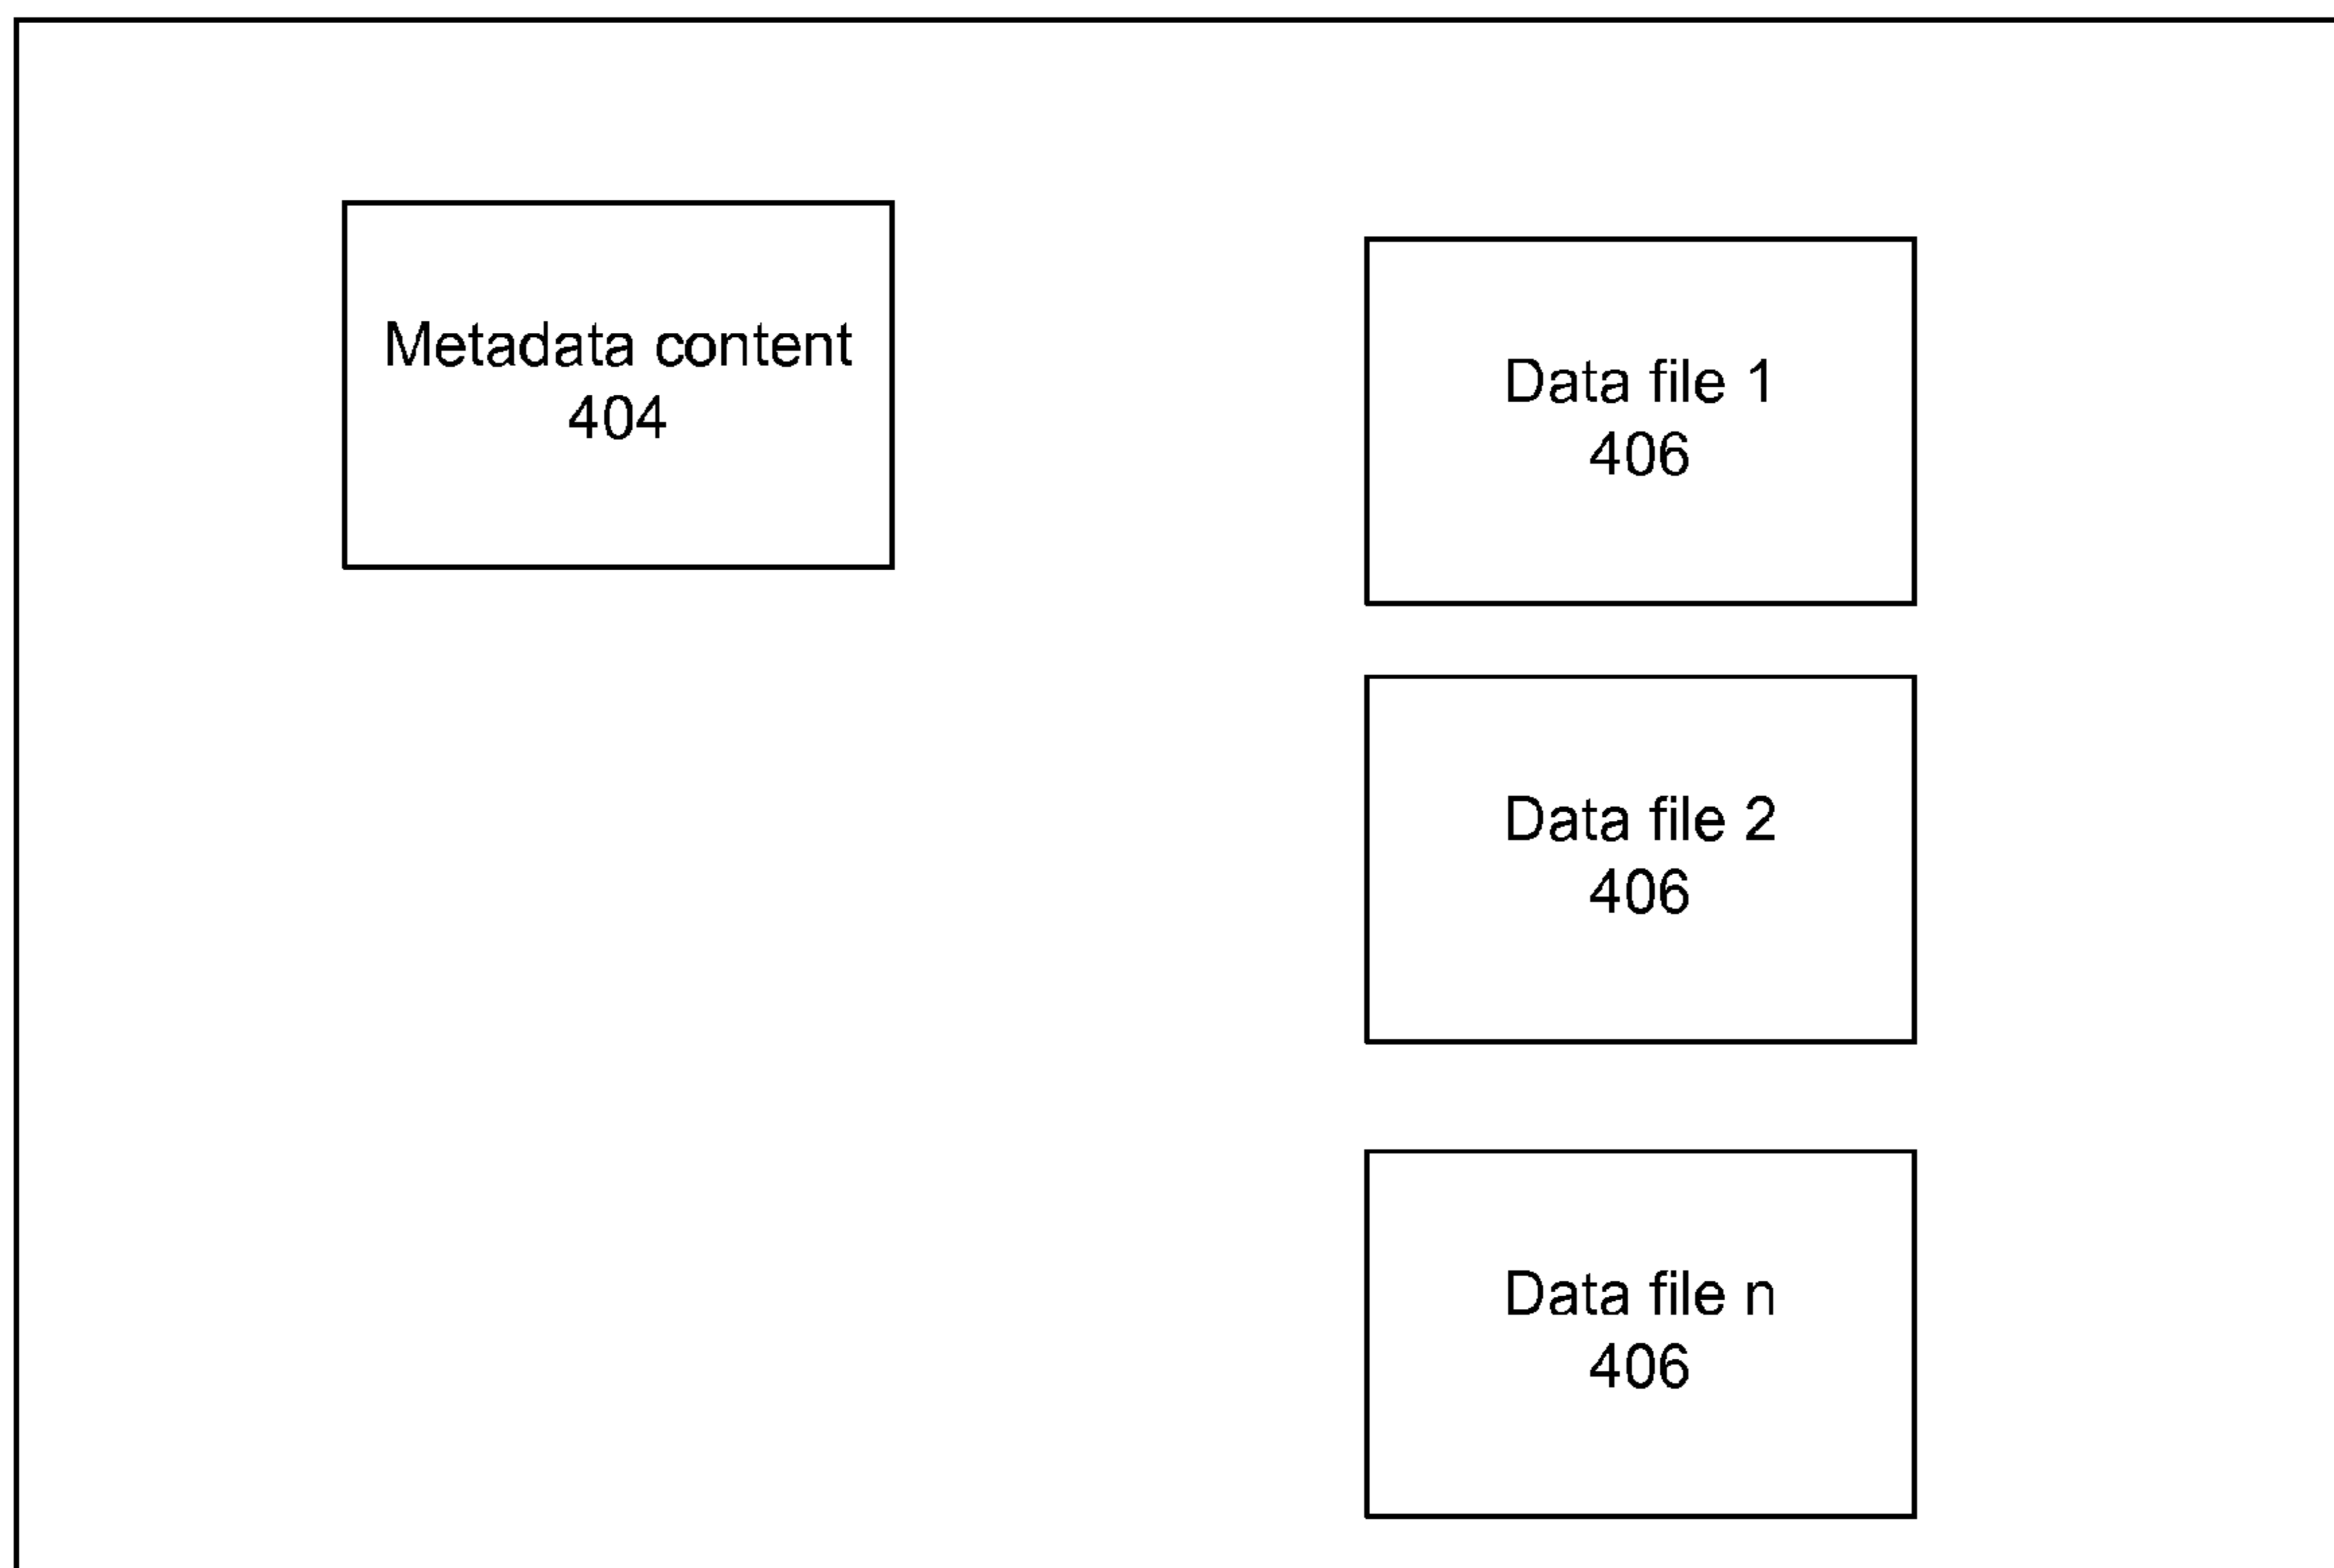 Metadata content
404
Data file 1
406
Data file 2
406
Data file n
406